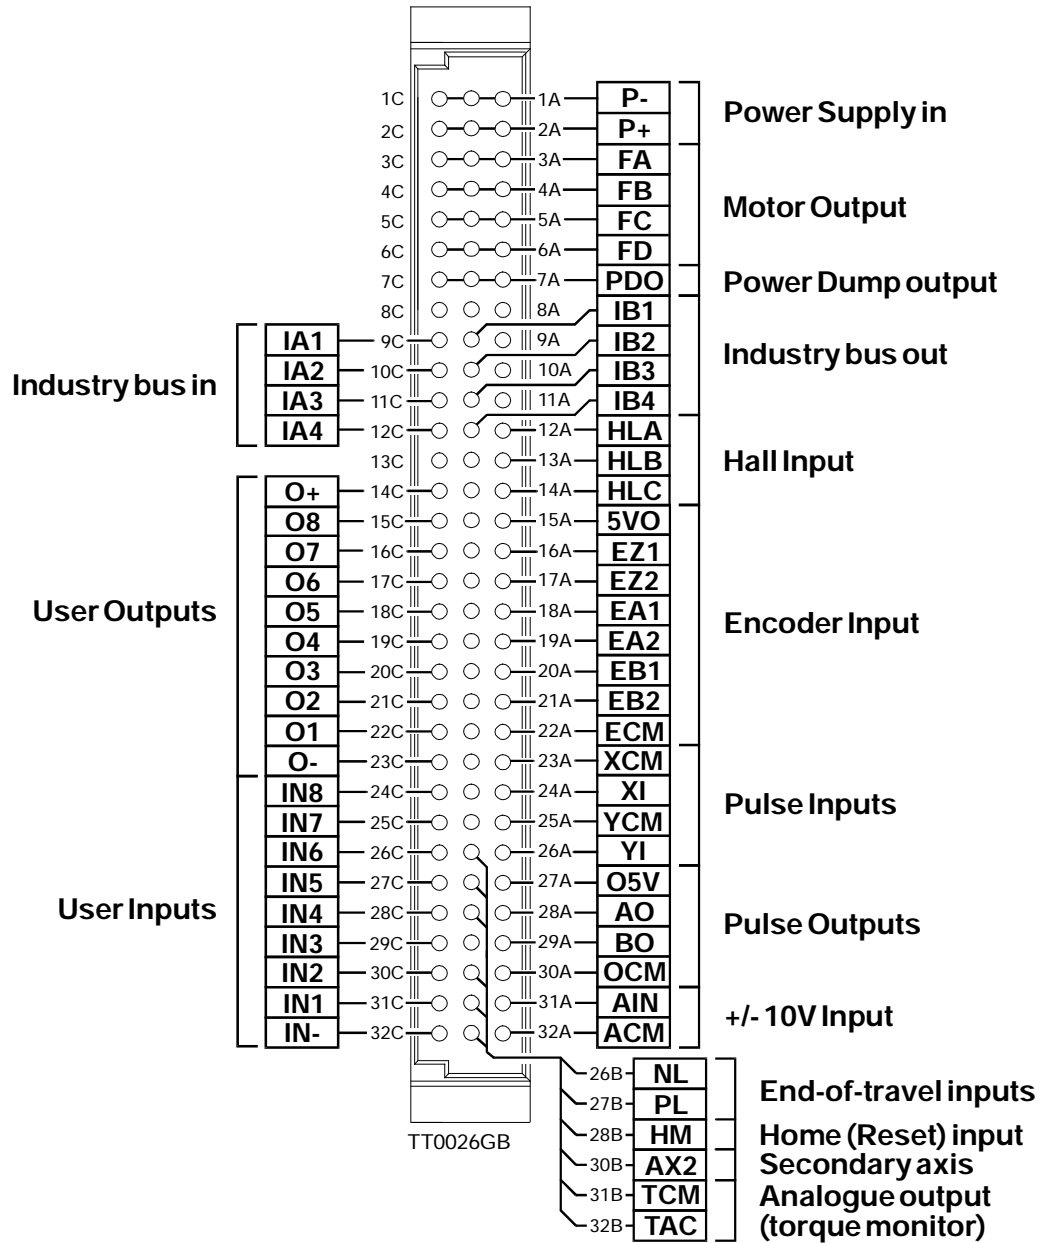 1C 1A P-
2C 2A P+
Power Supply in
3C 3A FA
4C 4A FB
5C 5A FC
6C 6A FD
Motor Output
7C 7A PDO
Power Dump output
8C 8A IB1
IA1 9C 9A IB2
IA2 10C 10A IB3
IA3 11C 11A IB4
Industry bus in
Industry bus out
IA4 12C 12A HLA
13C 13A HLB
O+ 14C 14A HLC
Hall Input
O8 15C 15A 5VO
O7 16C 16A EZ1
O6 17C 17A EZ2
O5 18C 18A EA1
O4 19C 19A EA2
O3 20C 20A EB1
O2 21C 21A EB2
O1 22C 22A ECM
User Outputs
Encoder Input
O- 23C 23A XCM
IN8 24C 24A XI
IN7 25C 25A YCM
IN6 26C 26A YI
Pulse Inputs
IN5 27C 27A O5V
IN4 28C 28A AO
IN3 29C 29A BO
IN2 30C 30A OCM
User Inputs
Pulse Outputs
IN1 31C 31A AIN
IN- 32C 32A ACM
+/- 10V Input
26B NL
27B PL
End-of-travel inputs
28B HM
Home (Reset) input
30B AX2
Secondary axis
31B TCM
32B TAC
Analogue output
(torque monitor)
TT0026GB